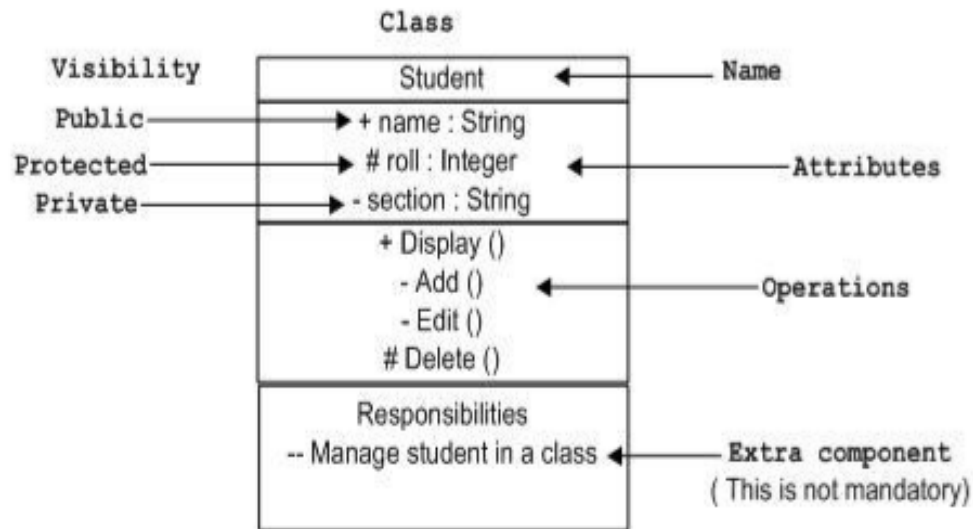 Class
Visibility
Student
Name
Public
+ name : String
Protected
# roll : Integer
Attributes
Private
- section : String
+ Display ()
- Add ()
Operations
- Edit ()
# Delete ()
Responsibilities
-- Manage student in a class
Extra component
( This is not mandatory)